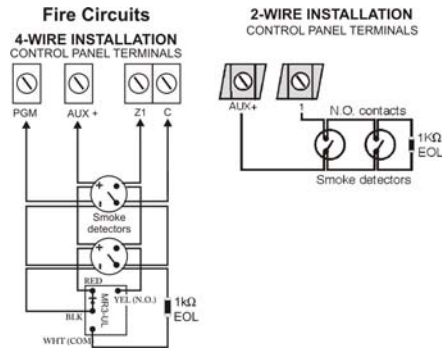 Fire Circuits
4-WIRE INSTALLATION
CONTROL PANEL TERMINALS
PGM
AUX +
Z1
C
+
-
Smoke
detectors
+
-
RED
YEL (N.O.)
MR3-UL
BLK
WHT (COM)
1kΩ
EOL
2-WIRE INSTALLATION
CONTROL PANEL TERMINALS
AUX+
1
N.O. contacts
1KΩ
EOL
Smoke detectors